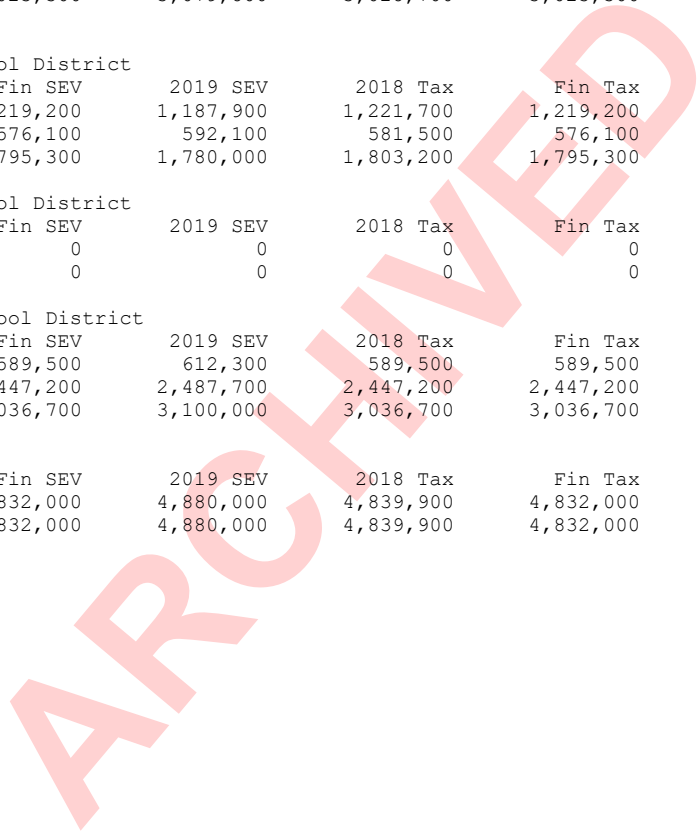 ol District
Fin SEV 2019 SEV 2018 Tax Fin Tax
219,200 1,187,900 1,221,700 1,219,200
576,100 592,100 581,500 576,100
795,300 1,780,000 1,803,200 1,795,300
ol District
Fin SEV 2019 SEV 2018 Tax Fin Tax
0 0 0 0
0 0 0 0
ool District
Fin SEV 2019 SEV 2018 Tax Fin Tax
589,500 612,300 589,500 589,500
447,200 2,487,700 2,447,200 2,447,200
036,700 3,100,000 3,036,700 3,036,700
Fin SEV 2019 SEV 2018 Tax Fin Tax
832,000 4,880,000 4,839,900 4,832,000
832,000 4,880,000 4,839,900 4,832,000
ARCHIVED